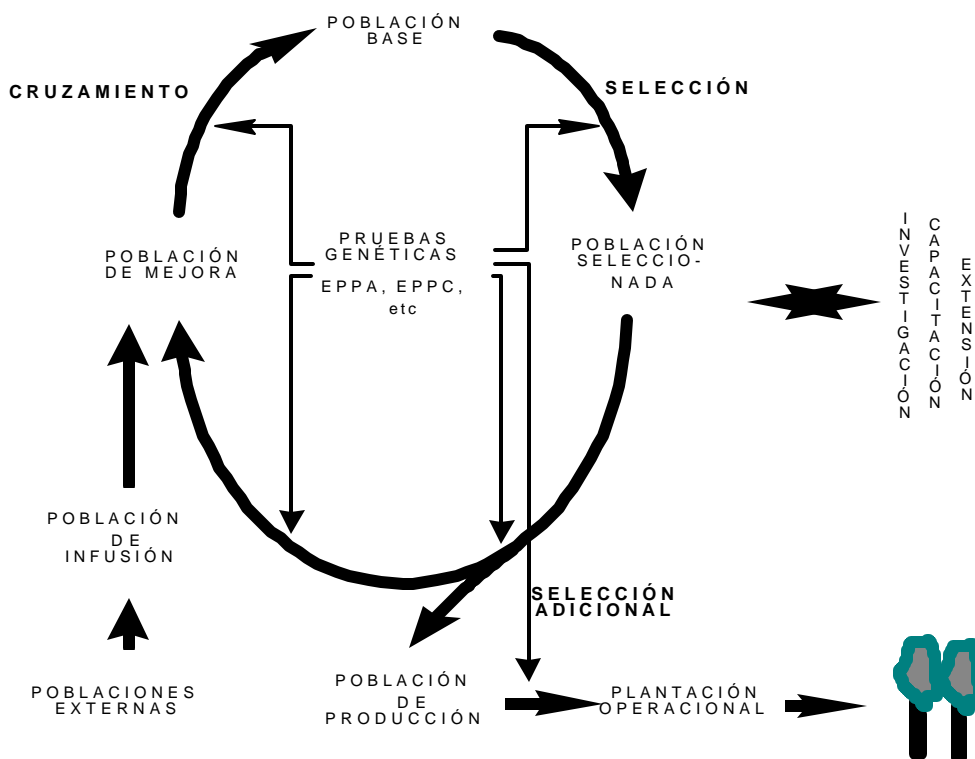 POBLACIÓN
BASE
CRUZAMIENTO
SELECCIÓN
POBLACIÓN
DE MEJORA
PRUEBAS
GENÉTICAS
EPPA, EPPC,
etc
POBLACIÓN
SELECCIO-
NADA
INVESTIGACIÓN
CAPACITACIÓN
EXTENSIÓN
POBLACIÓN
DE
INFUSIÓN
SELECCIÓN
ADICIONAL
POBLACIONES
EXTERNAS
POBLACIÓN
DE
PRODUCCIÓN
PLANTACIÓN
OPERACIONAL